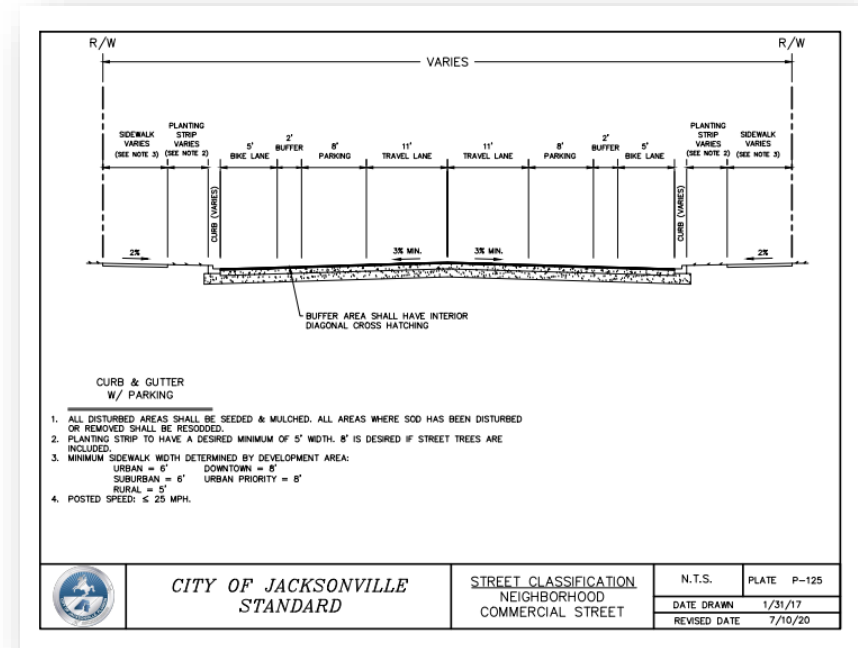 R/W
R/W
VARIES
SIDEWALK
VARIES
(SEE NOTE 3)
PLANTING
STRIP
VARIES
(SEE NOTE 2)
5'
BIKE LANE
2'
BUFFER
8'
PARKING
11'
TRAVEL LANE
11'
TRAVEL LANE
8'
PARKING
2'
BUFFER
5'
BIKE LANE
PLANTING
STRIP
VARIES
(SEE NOTE 2)
SIDEWALK
VARIES
(SEE NOTE 3)
CURB (VARIES)
CURB (VARIES)
2%
3% MIN.
3% MIN.
2%
BUFFER AREA SHALL HAVE INTERIOR
DIAGONAL CROSS HATCHING
CURB & GUTTER
W/ PARKING
1. ALL DISTURBED AREAS SHALL BE SEEDED & MULCHED. ALL AREAS WHERE SOD HAS BEEN DISTURBED
OR REMOVED SHALL BE RESODDED.
2. PLANTING STRIP TO HAVE A DESIRED MINIMUM OF 5' WIDTH. 8' IS DESIRED IF STREET TREES ARE
INCLUDED.
3. MINIMUM SIDEWALK WIDTH DETERMINED BY DEVELOPMENT AREA:
URBAN = 6' DOWNTOWN = 8'
SUBURBAN = 6' URBAN PRIORITY = 8'
RURAL = 5'
4. POSTED SPEED: ≤ 25 MPH.
CITY OF JACKSONVILLE
STANDARD
STREET CLASSIFICATION
NEIGHBORHOOD
COMMERCIAL STREET
N.T.S.
PLATE P-125
DATE DRAWN 1/31/17
REVISED DATE 7/10/20